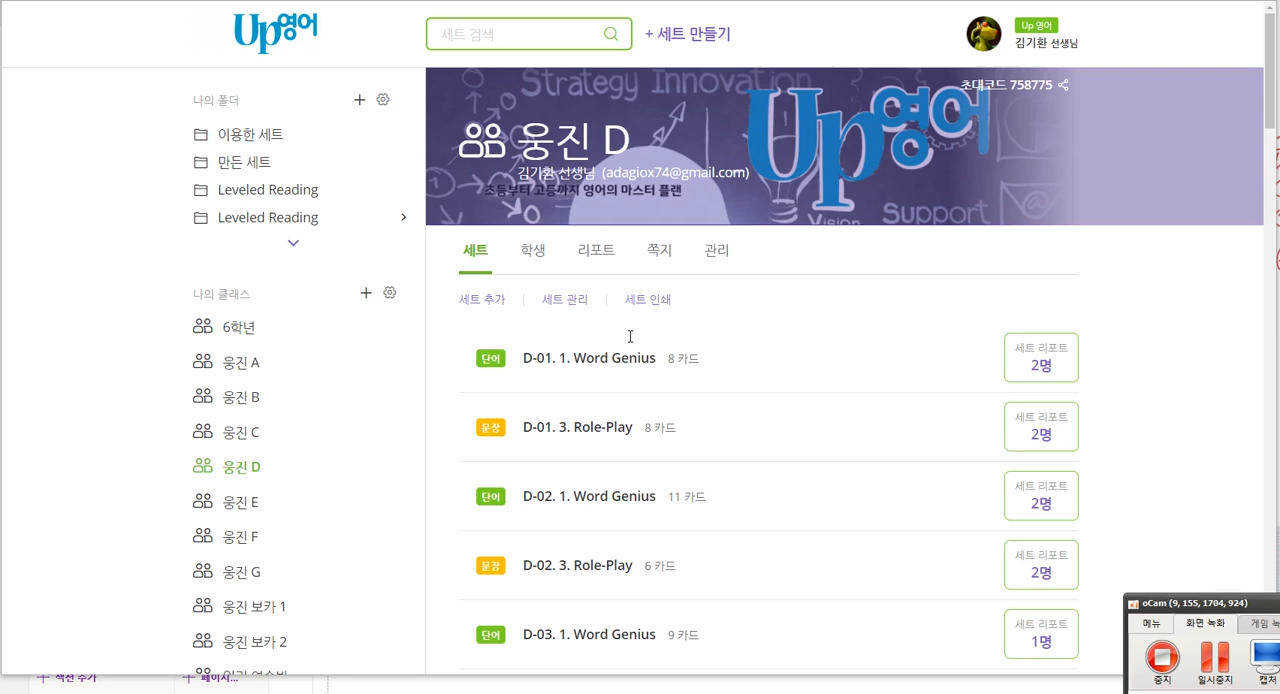 Up영어
세트 검색
+ 세트 만들기
Up 영어
김기환 선생님
나의 폴더
이용한 세트
만든 세트
Leveled Reading
Leveled Reading
나의 클래스
6학년
웅진 A
웅진 B
웅진 C
웅진 D
웅진 E
웅진 F
웅진 G
웅진 보카 1
웅진 보카 2
Strategy Innovation
초대코드 758775
Up영어
웅진 D
김기환 선생님 (adagiox74@gmail.com)
초등부터 고등까지 영어의 마스터 플랜
Vision
Support
세트 학생 리포트 쪽지 관리
세트 추가 | 세트 관리 | 세트 인쇄
단어 D-01. 1. Word Genius 8 카드
세트 리포트
2명
문장 D-01. 3. Role-Play 8 카드
세트 리포트
2명
단어 D-02. 1. Word Genius 11 카드
세트 리포트
2명
문장 D-02. 3. Role-Play 6 카드
세트 리포트
2명
단어 D-03. 1. Word Genius 9 카드
세트 리포트
1명
oCam (9, 155, 1704, 924)
메뉴 화면 녹화 게임
중지 일시중지 캡처
+ 섹션 추가 + 페이지...